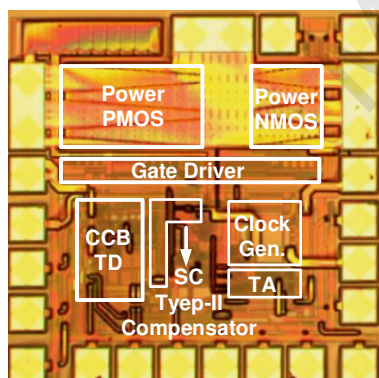 Power
PMOS
Power
NMOS
Gate Driver
CCB
TD
Clock
Gen.
SC
TA
Tyep-II
Compensator